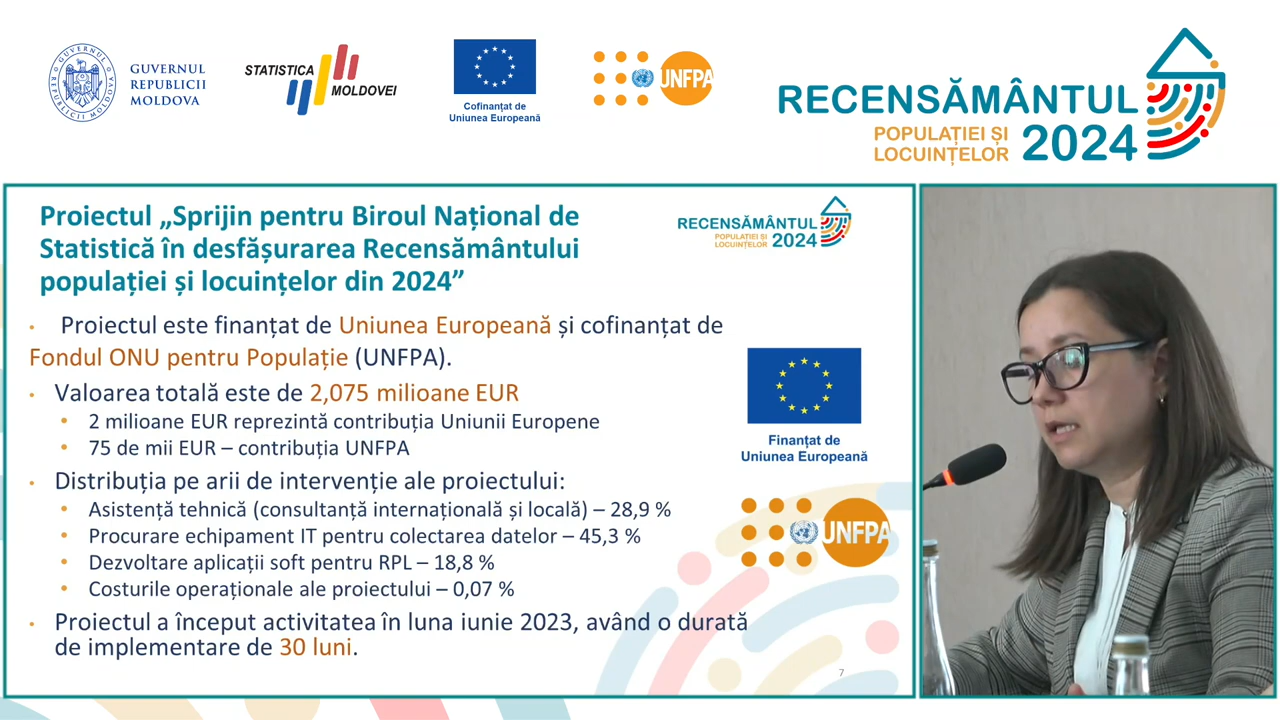 GUVERNUL
REPUBLICII
MOLDOVA
STATISTICA
MOLDOVEI
Cofinanțat de
Uniunea Europeană
UNFPA
RECENSĂMÂNTUL
POPULAȚIEI ȘI
LOCUINȚELOR
2024
Proiectul „Sprijin pentru Biroul Național de
Statistică în desfășurarea Recensământului
populației și locuințelor din 2024”
RECENSĂMÂNTUL
POPULAȚIEI ȘI
LOCUINȚELOR
2024
• Proiectul este finanțat de Uniunea Europeană și cofinanțat de
Fondul ONU pentru Populație (UNFPA).
• Valoarea totală este de 2,075 milioane EUR
• 2 milioane EUR reprezintă contribuția Uniunii Europene
• 75 de mii EUR – contribuția UNFPA
• Distribuția pe arii de intervenție ale proiectului:
• Asistență tehnică (consultanță internațională și locală) – 28,9 %
• Procurare echipament IT pentru colectarea datelor – 45,3 %
• Dezvoltare aplicații soft pentru RPL – 18,8 %
• Costurile operaționale ale proiectului – 0,07 %
• Proiectul a început activitatea în luna iunie 2023, având o durată
de implementare de 30 luni.
Finanțat de
Uniunea Europeană
UNFPA
7